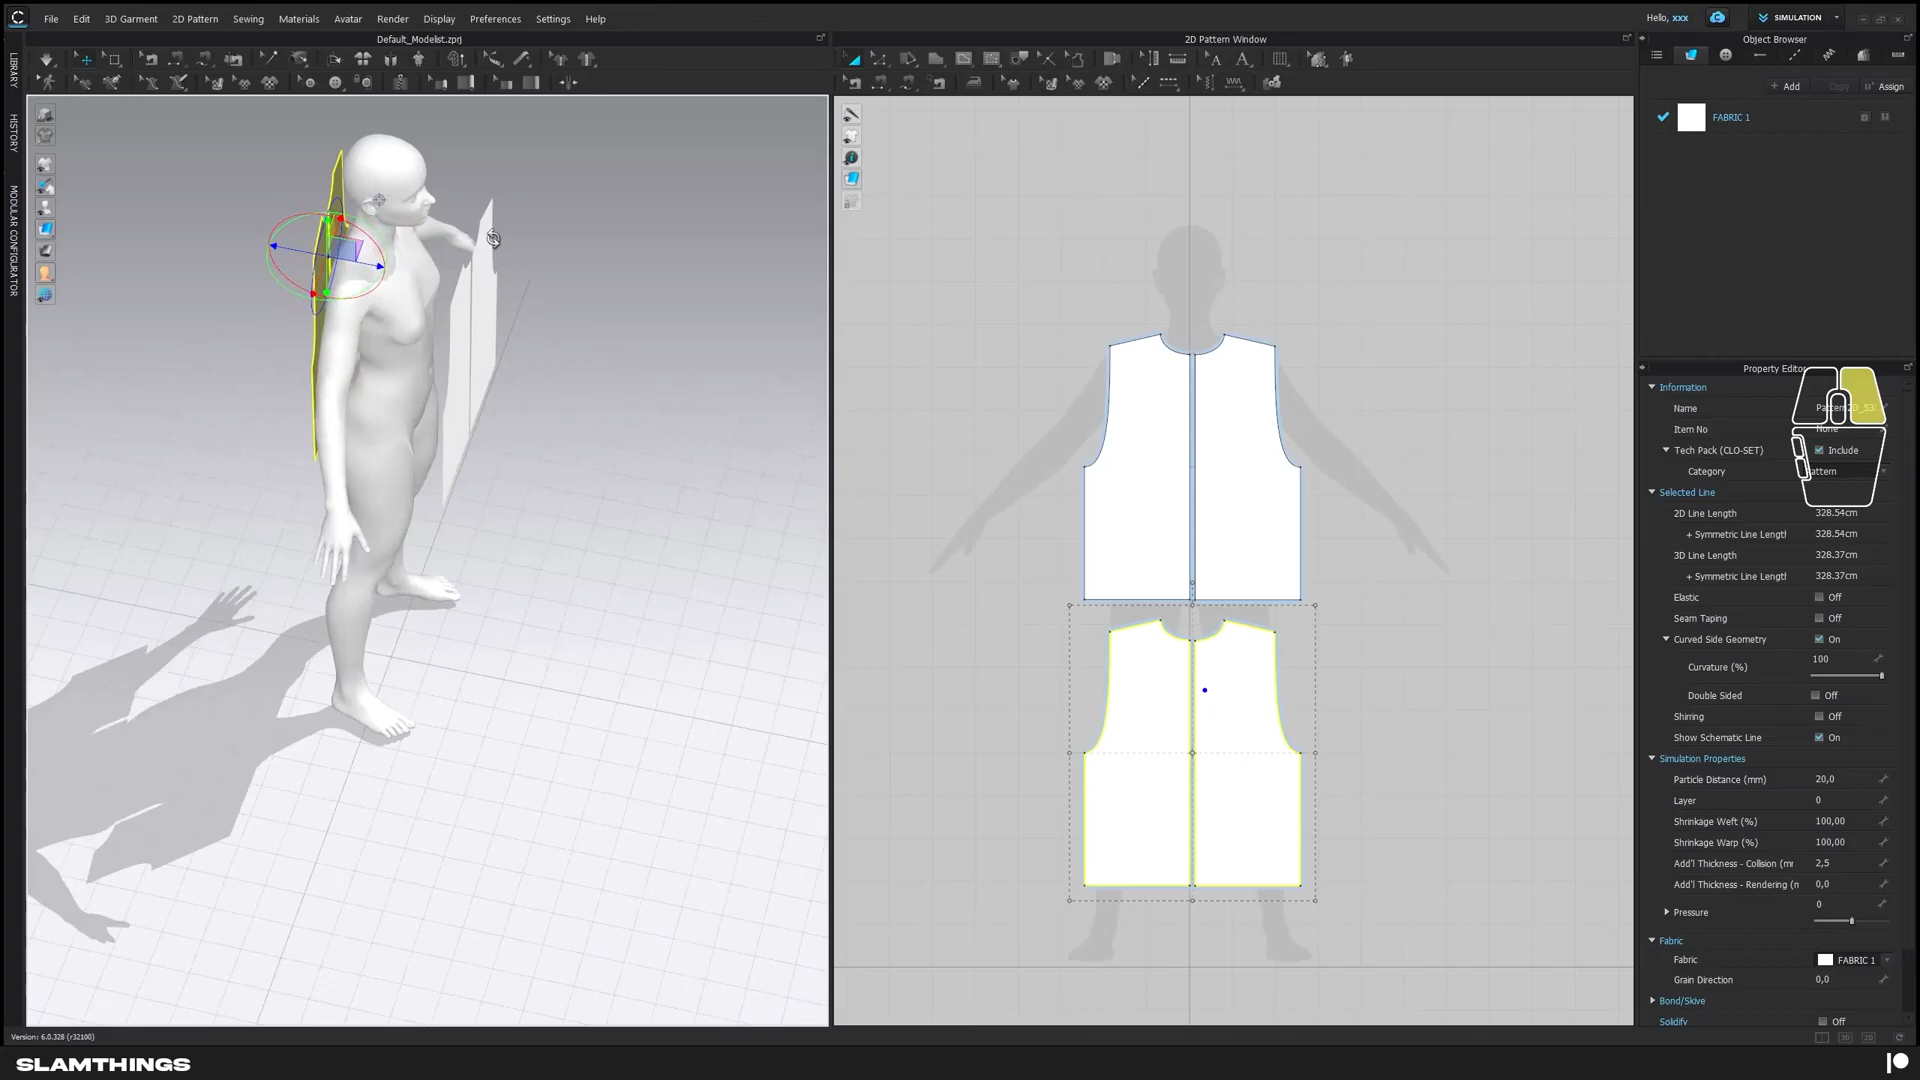 File Edit 3D Garment 2D Pattern Sewing Materials Avatar Render Display Preferences Settings Help
Hello, xxx
SIMULATION
Default_Modelist.zprj
2D Pattern Window
Object Browser
LIBRARY
HISTORY
MODULAR CONFIGURATOR
Add
Copy
Assign
FABRIC 1
Property Editor
Information
Name
Item No None
Tech Pack (CLO-SET) Include
Category
Selected Line
2D Line Length 328.54cm
+ Symmetric Line Lengtl 328.54cm
3D Line Length 328.37cm
+ Symmetric Line Lengtl 328.37cm
Elastic Off
Seam Taping Off
Curved Side Geometry On
Curvature (%) 100
Double Sided Off
Shirring Off
Show Schematic Line On
Simulation Properties
Particle Distance (mm) 20,0
Layer 0
Shrinkage Weft (%) 100,00
Shrinkage Warp (%) 100,00
Add'l Thickness - Collision (mr 2,5
Add'l Thickness - Rendering (n 0,0
Pressure 0
Fabric
Fabric FABRIC 1
Grain Direction 0,0
Bond/Skive
Solidify Off
Version: 6.0.328 (r32100)
3D
2D
SLAMTHINGS